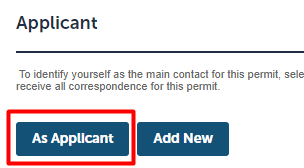 Applicant
To identify yourself as the main contact for this permit, sele
receive all correspondence for this permit.
As Applicant Add New